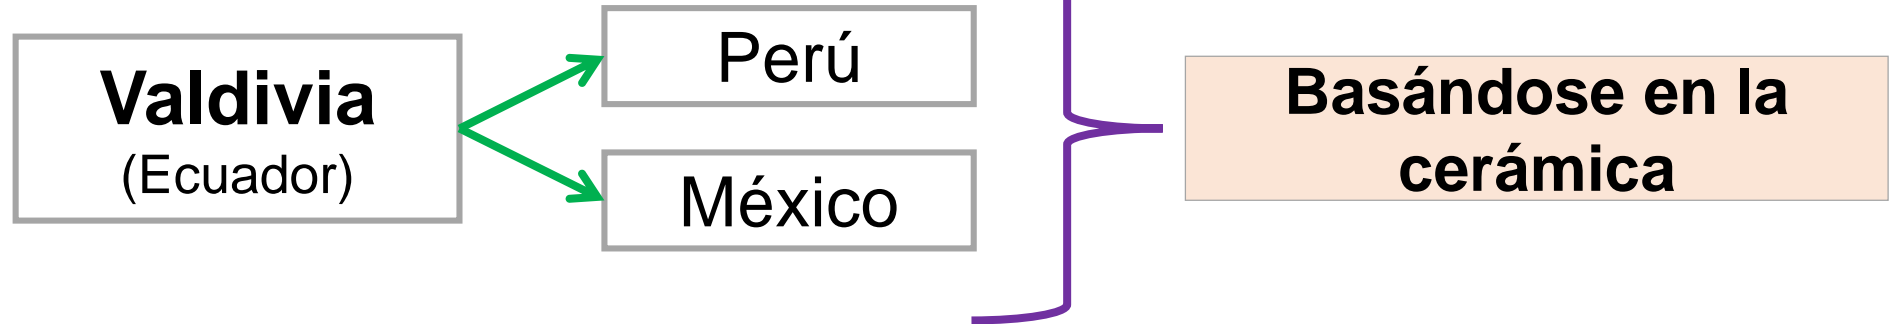 Valdivia
(Ecuador)
Perú
México
Basándose en la
cerámica